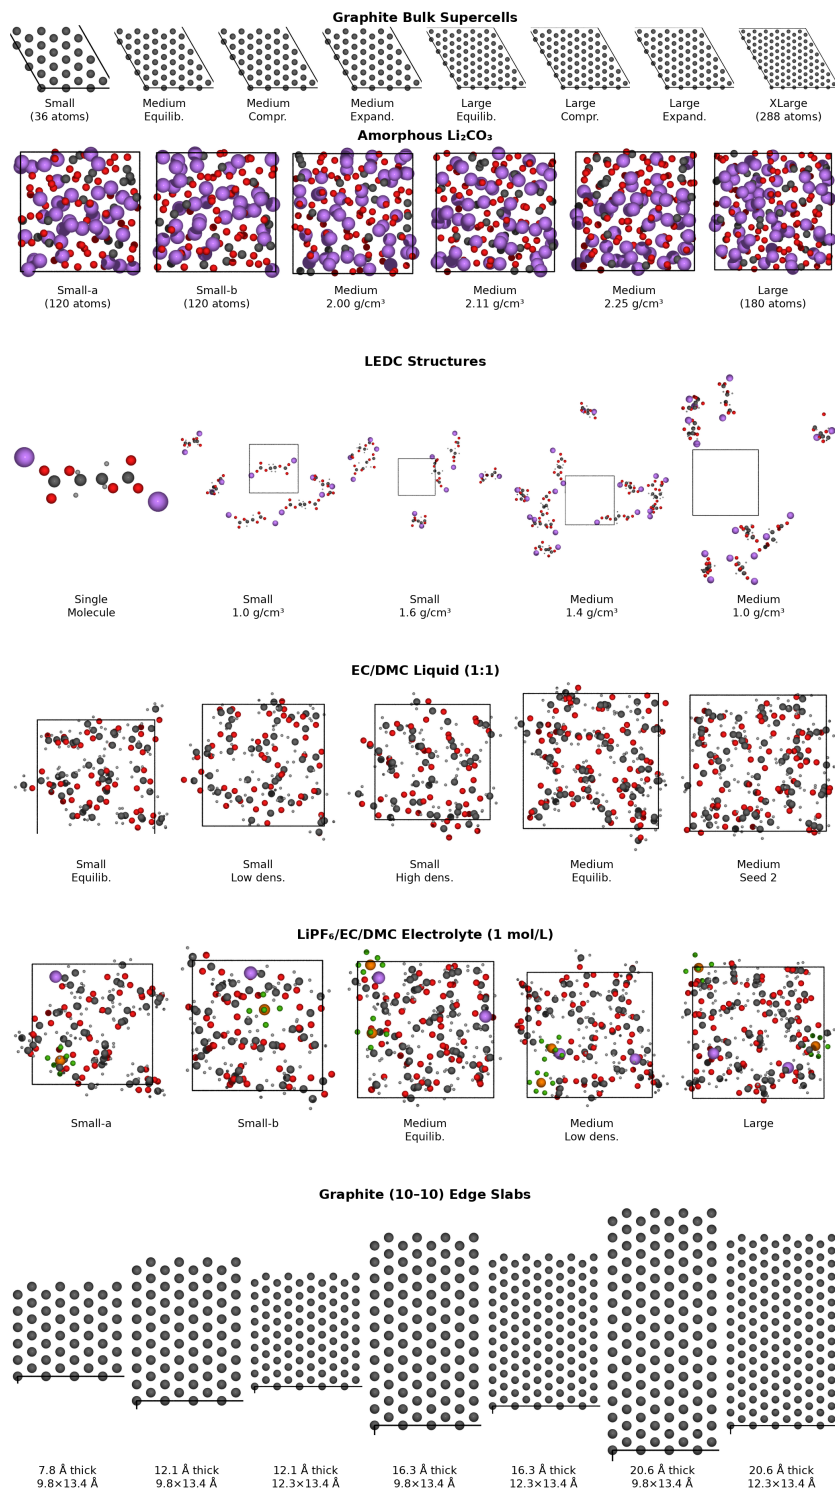 Graphite Bulk Supercells
Small
(36 atoms)
Medium
Equilib.
Medium
Compr.
Medium
Expand.
Large
Equilib.
Large
Compr.
Large
Expand.
XLarge
(288 atoms)
Amorphous Li₂CO₃
Small-a
(120 atoms)
Small-b
(120 atoms)
Medium
2.00 g/cm³
Medium
2.11 g/cm³
Medium
2.25 g/cm³
Large
(180 atoms)
LEDC Structures
Single
Molecule
Small
1.0 g/cm³
Small
1.6 g/cm³
Medium
1.4 g/cm³
Medium
1.0 g/cm³
EC/DMC Liquid (1:1)
Small
Equilib.
Small
Low dens.
Small
High dens.
Medium
Equilib.
Medium
Seed 2
LiPF₆/EC/DMC Electrolyte (1 mol/L)
Small-a
Small-b
Medium
Equilib.
Medium
Low dens.
Large
Graphite (10–10) Edge Slabs
7.8 Å thick
9.8×13.4 Å
12.1 Å thick
9.8×13.4 Å
12.1 Å thick
12.3×13.4 Å
16.3 Å thick
9.8×13.4 Å
16.3 Å thick
12.3×13.4 Å
20.6 Å thick
9.8×13.4 Å
20.6 Å thick
12.3×13.4 Å